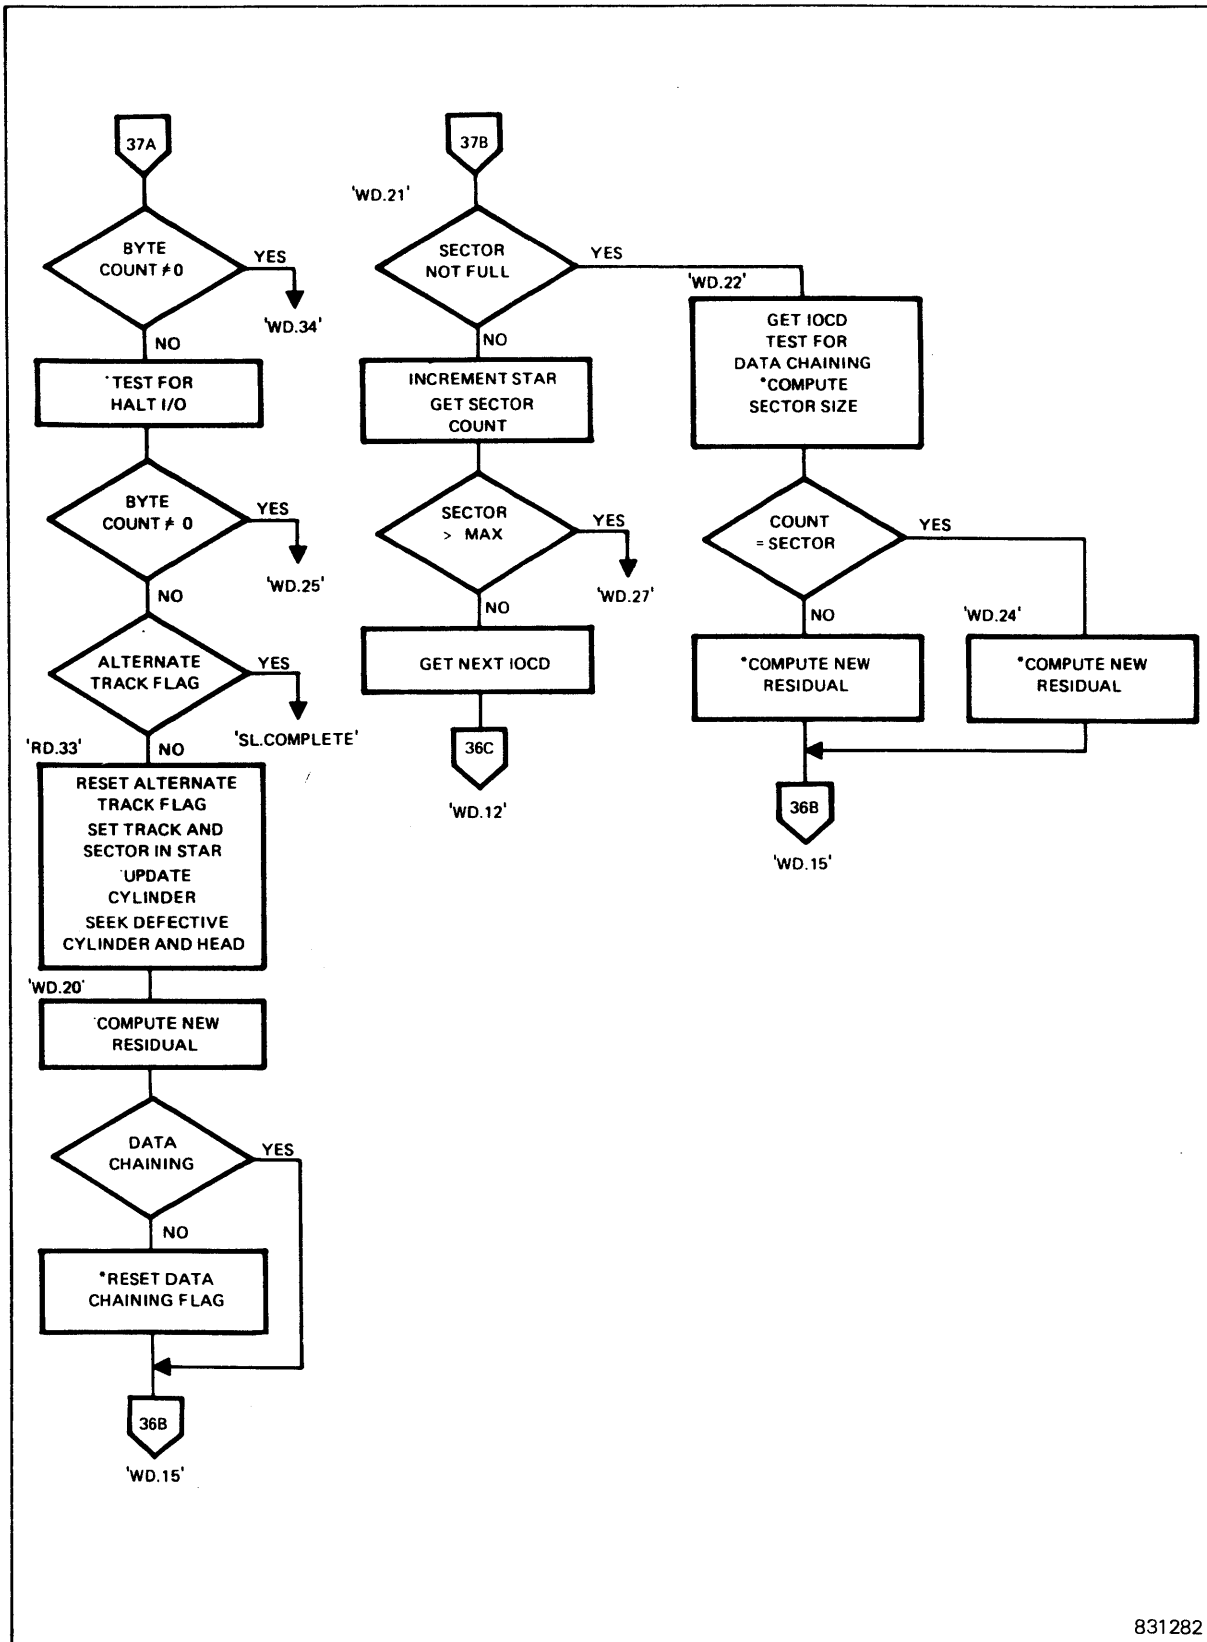 37A
BYTE
COUNT ≠ 0
YES
'WD.34'
NO
*TEST FOR
HALT I/O
BYTE
COUNT ≠ 0
YES
'WD.25'
NO
ALTERNATE
TRACK FLAG
YES
'SL.COMPLETE'
'RD.33'
NO
RESET ALTERNATE
TRACK FLAG
SET TRACK AND
SECTOR IN STAR
*UPDATE
CYLINDER
SEEK DEFECTIVE
CYLINDER AND HEAD
'WD.20'
*COMPUTE NEW
RESIDUAL
DATA
CHAINING
YES
NO
*RESET DATA
CHAINING FLAG
36B
'WD.15'
37B
'WD.21'
SECTOR
NOT FULL
YES
NO
INCREMENT STAR
GET SECTOR
COUNT
SECTOR
> MAX
YES
'WD.27'
NO
GET NEXT IOCD
36C
'WD.12'
'WD.22'
GET IOCD
TEST FOR
DATA CHAINING
*COMPUTE
SECTOR SIZE
COUNT
= SECTOR
YES
NO
'WD.24'
*COMPUTE NEW
RESIDUAL
*COMPUTE NEW
RESIDUAL
36B
'WD.15'
831282